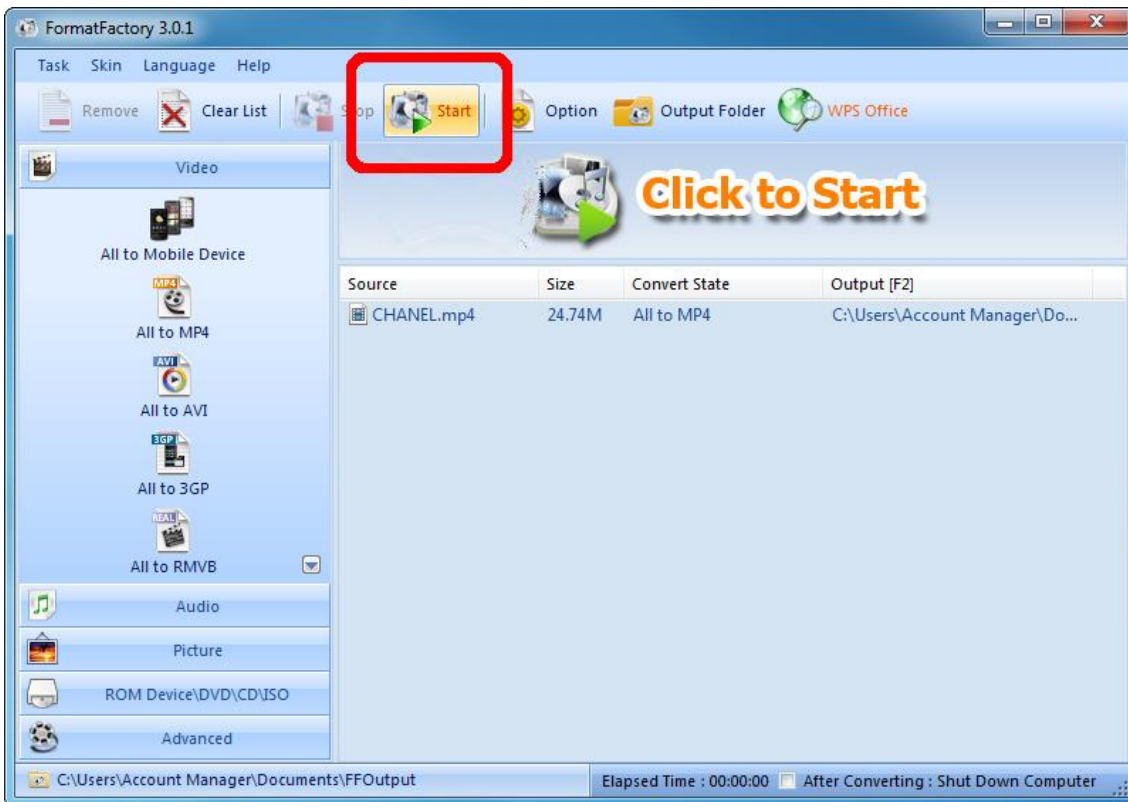 FormatFactory 3.0.1
Task Skin Language Help
Remove Clear List Stop Start Option Output Folder WPS Office
Video
Click to Start
All to Mobile Device
Source Size Convert State Output [F2]
CHANEL.mp4 24.74M All to MP4 C:\Users\Account Manager\Do...
MP4
All to MP4
AVI
All to AVI
3GP
All to 3GP
REAL
All to RMVB
Audio
Picture
ROM Device\DVD\CD\ISO
Advanced
C:\Users\Account Manager\Documents\FFOutput Elapsed Time : 00:00:00 After Converting : Shut Down Computer